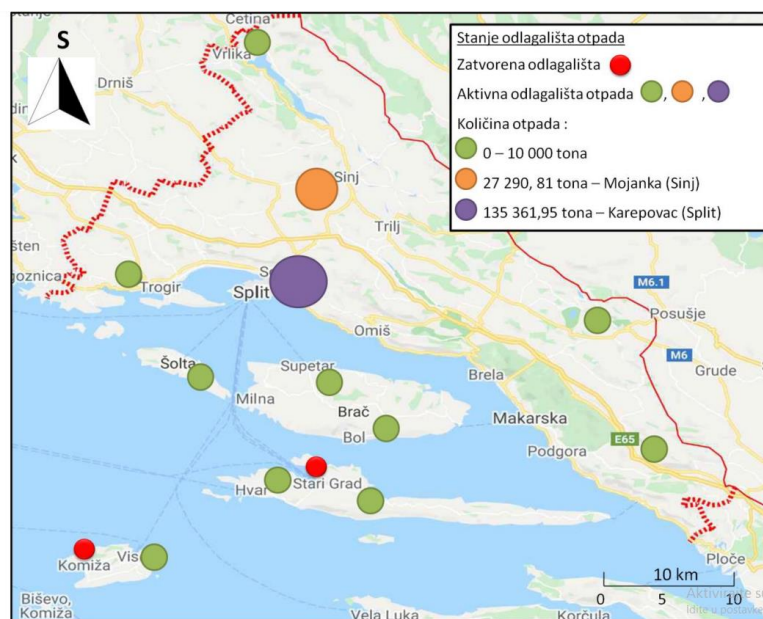 Cetina
Vrlika
S
Drniš
Stanje odlagališta otpada
Zatvorena odlagališta
Aktivna odlagališta otpada , ,
Količina otpada :
0 – 10 000 tona
27 290, 81 tona – Mojanka (Sinj)
135 361,95 tona – Karepovac (Split)
Sinj
Trilj
Trogir
Split
Omiš
M6.1
Posušje
M6
Grude
Šolta
Supetar
Brela
Milna
Brač
Makarska
Bol
Podgora
E65
Hvar
Stari Grad
Komiža
Vis
Ploče
Biševo,
Komiža
Vela Luka
Korčula
10 km
0 5 10